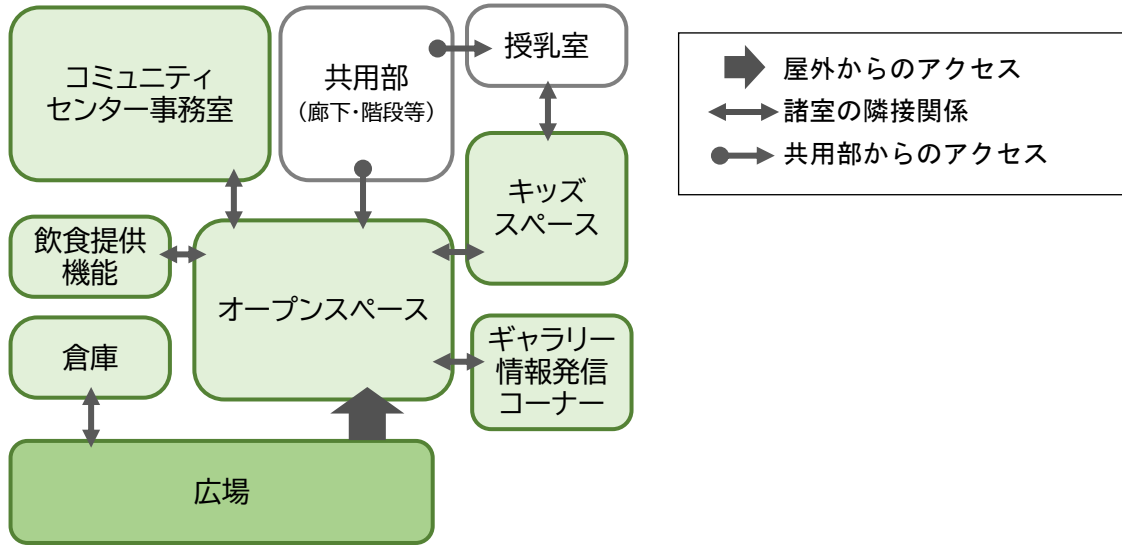 コミュニティ
センター事務室
共用部
（廊下・階段等）
授乳室
キッズ
スペース
飲食提供
機能
オープンスペース
倉庫
ギャラリー
情報発信
コーナー
広場
屋外からのアクセス
諸室の隣接関係
共用部からのアクセス